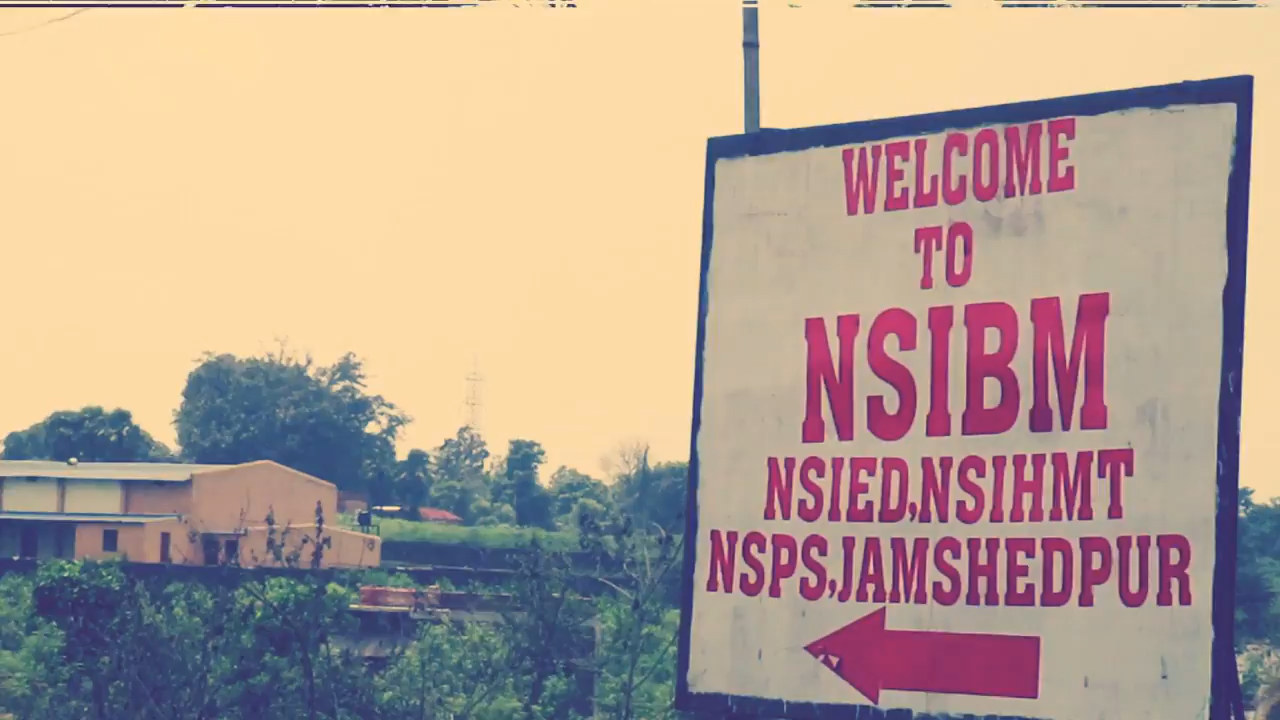 WELCOME
TO
NSIBM
NSIED,NSIHMT
NSPS,JAMSHEDPUR